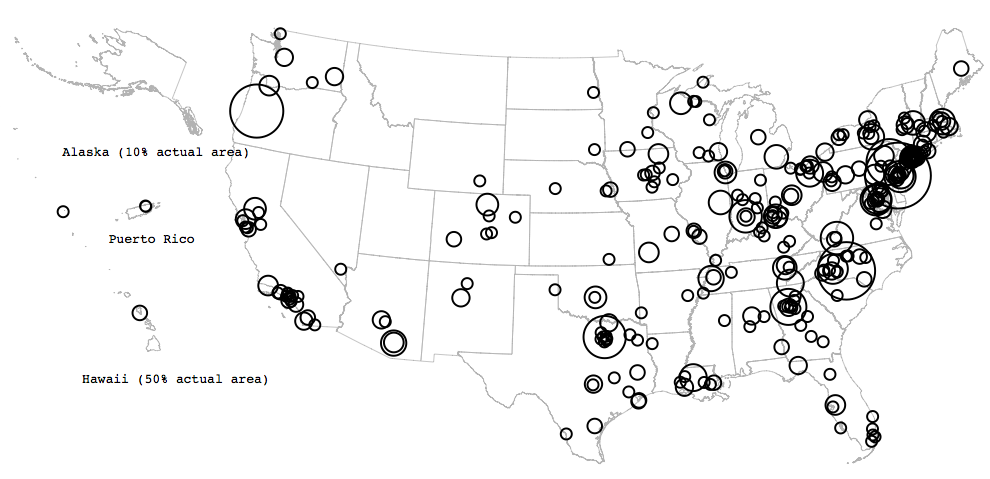 Alaska (10% actual area)
Puerto Rico
Hawaii (50% actual area)